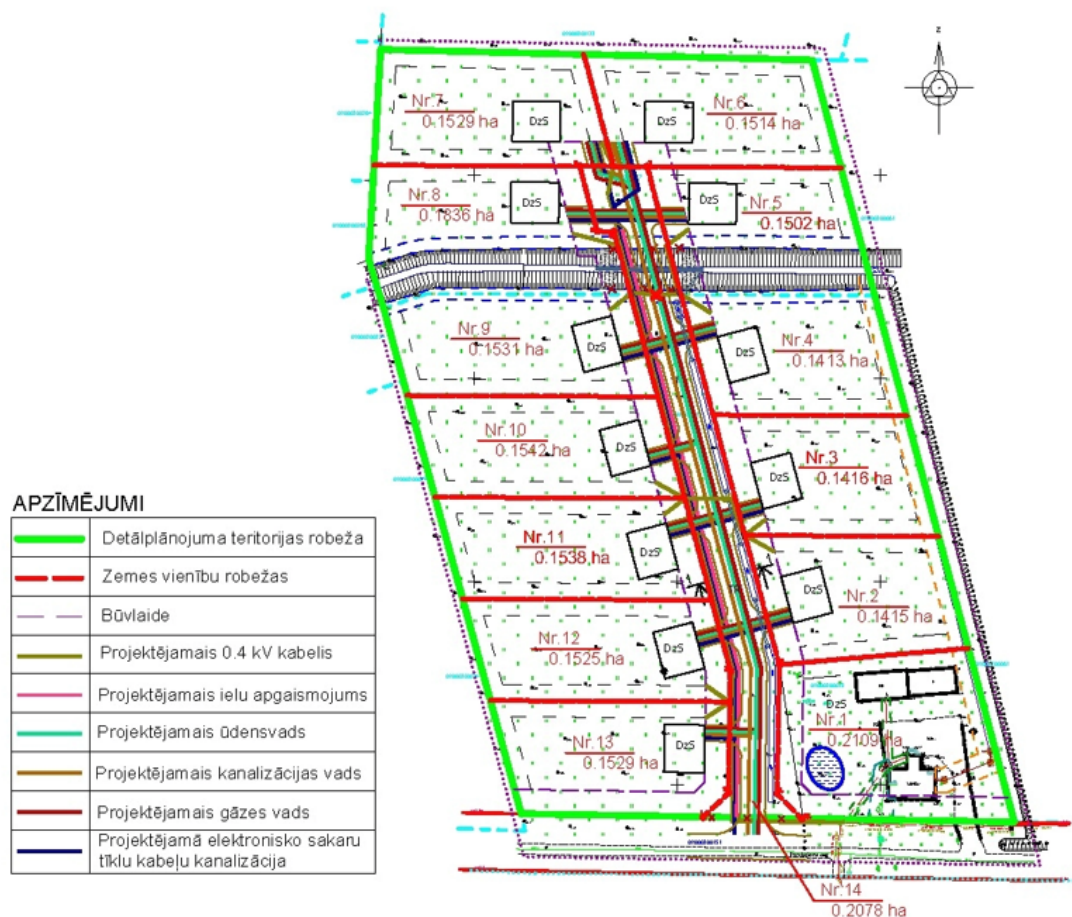 z
Nr.7
0.1529 ha
DzS
DzS
Nr.6
0.1514 ha
Nr.8
0.1836 ha
DzS
DzS
Nr.5
0.1502 ha
Nr.9
0.1531 ha
DzS
DzS
Nr.4
0.1413 ha
Nr.10
0.1542 ha
DzS
DzS
Nr.3
0.1416 ha
Nr.11
0.1538 ha
DzS
DzS
Nr.2
0.1415 ha
Nr.12
0.1525 ha
DzS
DzS
Nr.1
0.2109 ha
Nr.13
0.1529 ha
DzS
Nr.14
0.2078 ha
APZĪMĒJUMI
Detālplānojuma teritorijas robeža
Zemes vienību robežas
Būvlaide
Projektējamais 0.4 kV kabelis
Projektējamais ielu apgaismojums
Projektējamais ūdensvads
Projektējamais kanalizācijas vads
Projektējamais gāzes vads
Projektējamā elektronisko sakaru
tīklu kabeļu kanalizācija